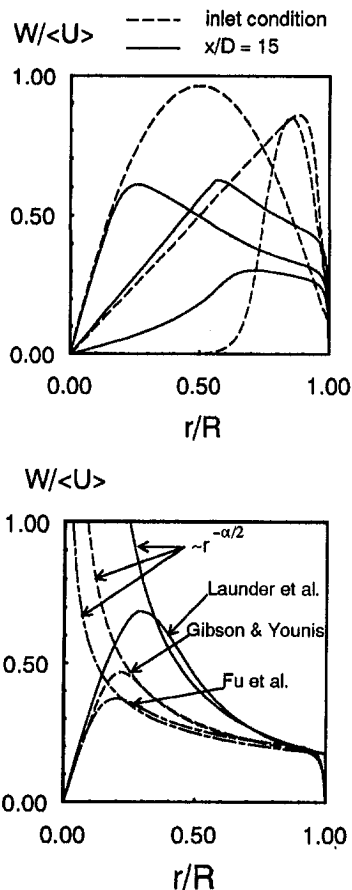 W/<U>
inlet condition
x/D = 15
1.00
0.50
0.00
0.00 0.50 1.00
r/R
W/<U>
1.00
~r^-α/2
Launder et al.
Gibson & Younis
0.50
Fu et al.
0.00
0.00 0.50 1.00
r/R